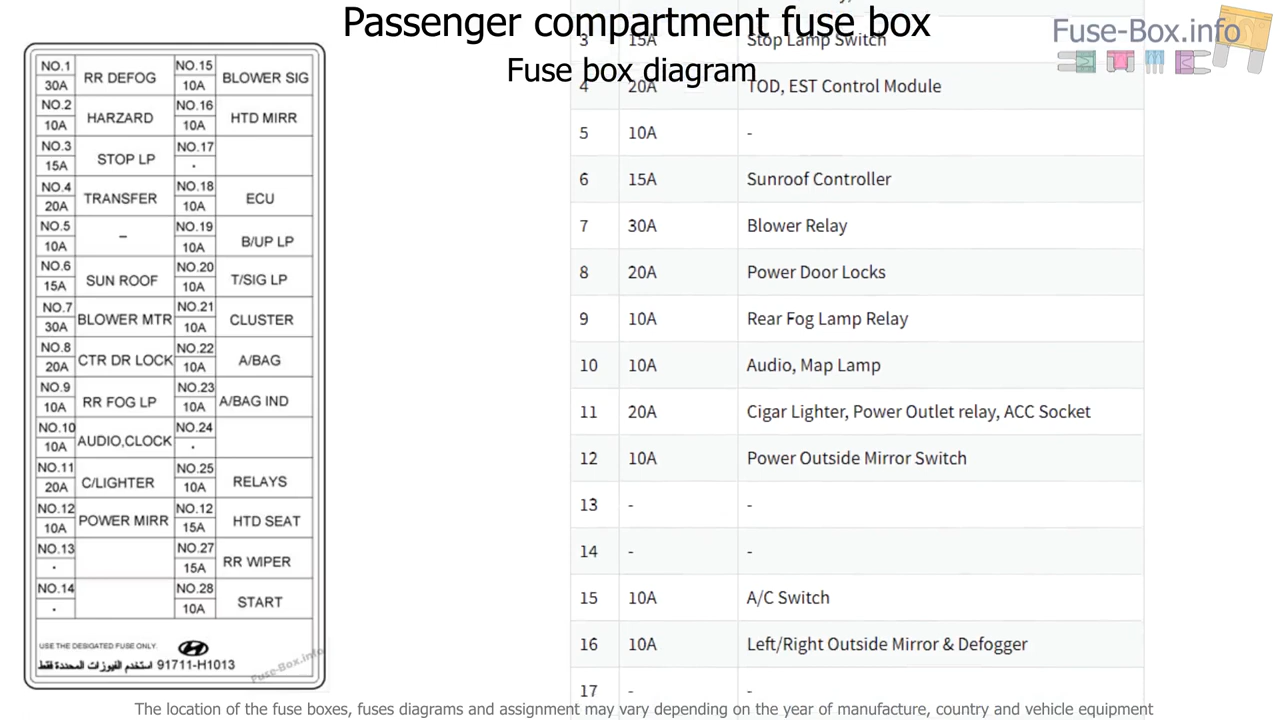 Passenger compartment fuse box
Fuse box diagram
Fuse-Box.info
NO.1 30A RR DEFOG NO.15 10A BLOWER SIG
NO.2 10A HARZARD NO.16 10A HTD MIRR
NO.3 15A STOP LP NO.17 ·
NO.4 20A TRANSFER NO.18 10A ECU
NO.5 10A – NO.19 10A B/UP LP
NO.6 15A SUN ROOF NO.20 10A T/SIG LP
NO.7 30A BLOWER MTR NO.21 10A CLUSTER
NO.8 20A CTR DR LOCK NO.22 10A A/BAG
NO.9 10A RR FOG LP NO.23 10A A/BAG IND
NO.10 10A AUDIO,CLOCK NO.24 ·
NO.11 20A C/LIGHTER NO.25 10A RELAYS
NO.12 10A POWER MIRR NO.12 15A HTD SEAT
NO.13 · NO.27 15A RR WIPER
NO.14 · NO.28 10A START
USE THE DESIGATED FUSE ONLY.
استخدم الفيوزات المحددة فقط 91711-H1013
Fuse-Box.info
3 15A Stop Lamp Switch
4 20A TOD, EST Control Module
5 10A -
6 15A Sunroof Controller
7 30A Blower Relay
8 20A Power Door Locks
9 10A Rear Fog Lamp Relay
10 10A Audio, Map Lamp
11 20A Cigar Lighter, Power Outlet relay, ACC Socket
12 10A Power Outside Mirror Switch
13 - -
14 - -
15 10A A/C Switch
16 10A Left/Right Outside Mirror & Defogger
17 - -
The location of the fuse boxes, fuses diagrams and assignment may vary depending on the year of manufacture, country and vehicle equipment